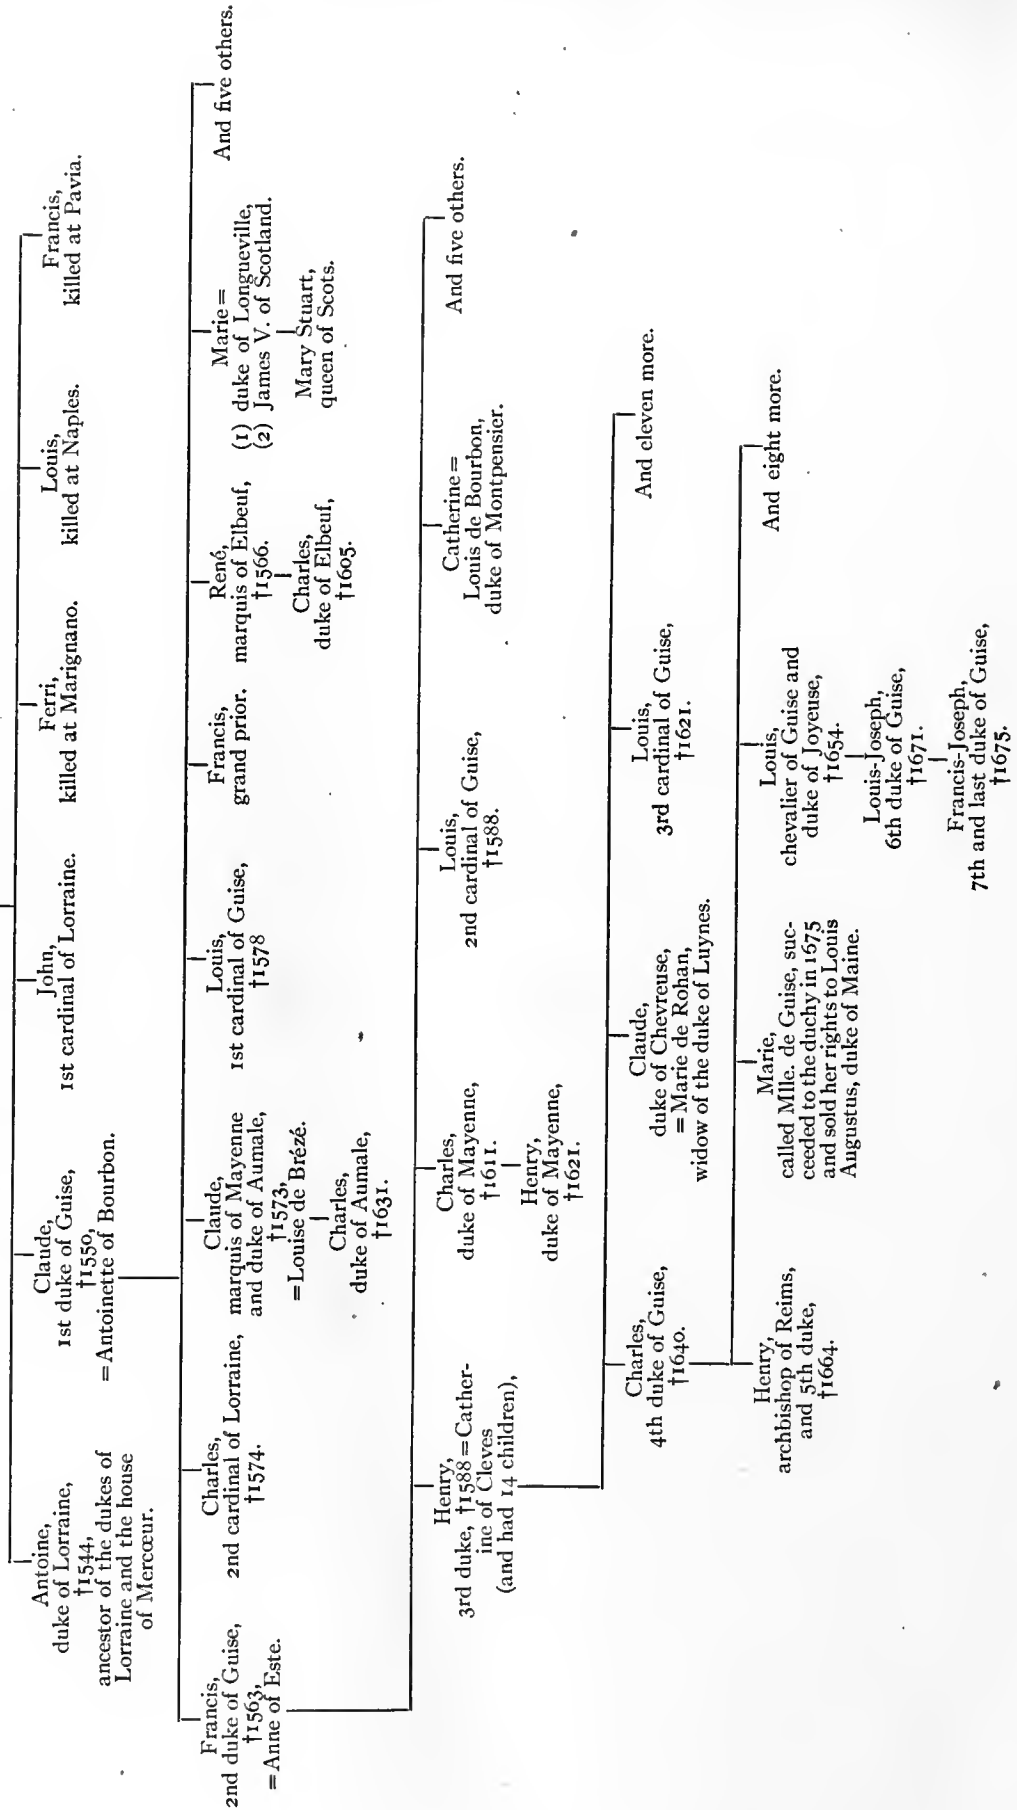 Antoine,
duke of Lorraine,
†1544,
ancestor of the dukes of
Lorraine and the house
of Mercœur.
Claude,
1st duke of Guise,
†1550,
=Antoinette of Bourbon.
John,
1st cardinal of Lorraine.
Ferri,
killed at Marignano.
Louis,
killed at Naples.
Francis,
killed at Pavia.
Francis,
2nd duke of Guise,
†1563,
=Anne of Este.
Charles,
2nd cardinal of Lorraine,
†1574.
Claude,
marquis of Mayenne
and duke of Aumale,
†1573,
=Louise de Brézé.
Charles,
duke of Aumale,
†1631.
Louis,
1st cardinal of Guise,
†1578
Francis,
grand prior.
René,
marquis of Elbeuf,
†1566.
Charles,
duke of Elbeuf,
†1605.
Marie=
(1) duke of Longueville,
(2) James V. of Scotland.
Mary Stuart,
queen of Scots.
And five others.
Henry,
3rd duke, †1588=Cather-
ine of Cleves
(and had 14 children),
Charles,
duke of Mayenne,
†1611.
Henry,
duke of Mayenne,
†1621.
Louis,
2nd cardinal of Guise,
†1588.
Catherine=
Louis de Bourbon,
duke of Montpensier.
And five others.
Charles,
4th duke of Guise,
†1640.
Claude,
duke of Chevreuse,
=Marie de Rohan,
widow of the duke of Luynes.
Louis,
3rd cardinal of Guise,
†1621.
And eleven more.
Henry,
archbishop of Reims,
and 5th duke,
†1664.
Marie,
called Mlle. de Guise, suc-
ceeded to the duchy in 1675
and sold her rights to Louis
Augustus, duke of Maine.
Louis,
chevalier of Guise and
duke of Joyeuse,
†1654.
Louis-Joseph,
6th duke of Guise,
†1671.
Francis-Joseph,
7th and last duke of Guise,
†1675.
And eight more.